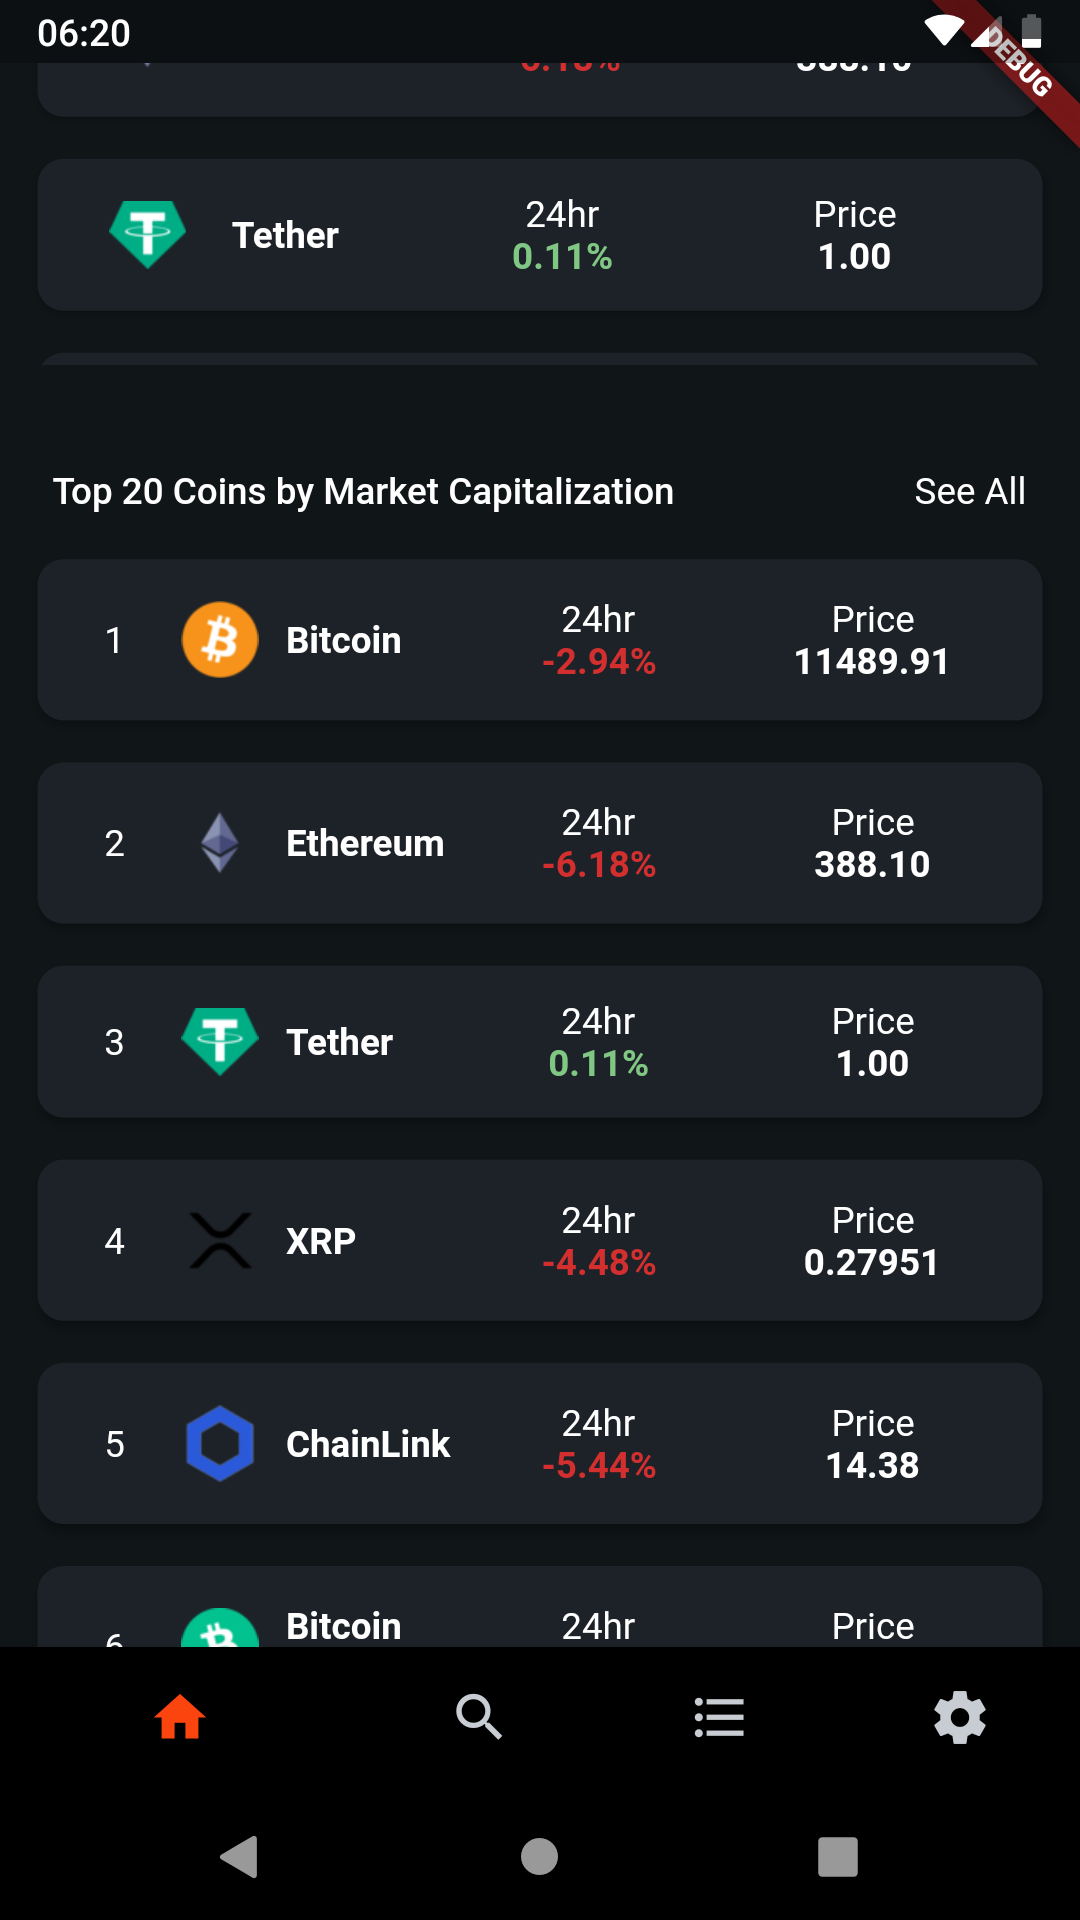 06:20
DEBUG
24hr Price
Tether
0.11% 1.00
Top 20 Coins by Market Capitalization See All
24hr Price
1 Bitcoin
-2.94% 11489.91
24hr Price
2 Ethereum
-6.18% 388.10
24hr Price
3 Tether
0.11% 1.00
24hr Price
4 XRP
-4.48% 0.27951
24hr Price
5 ChainLink
-5.44% 14.38
Bitcoin 24hr Price
6